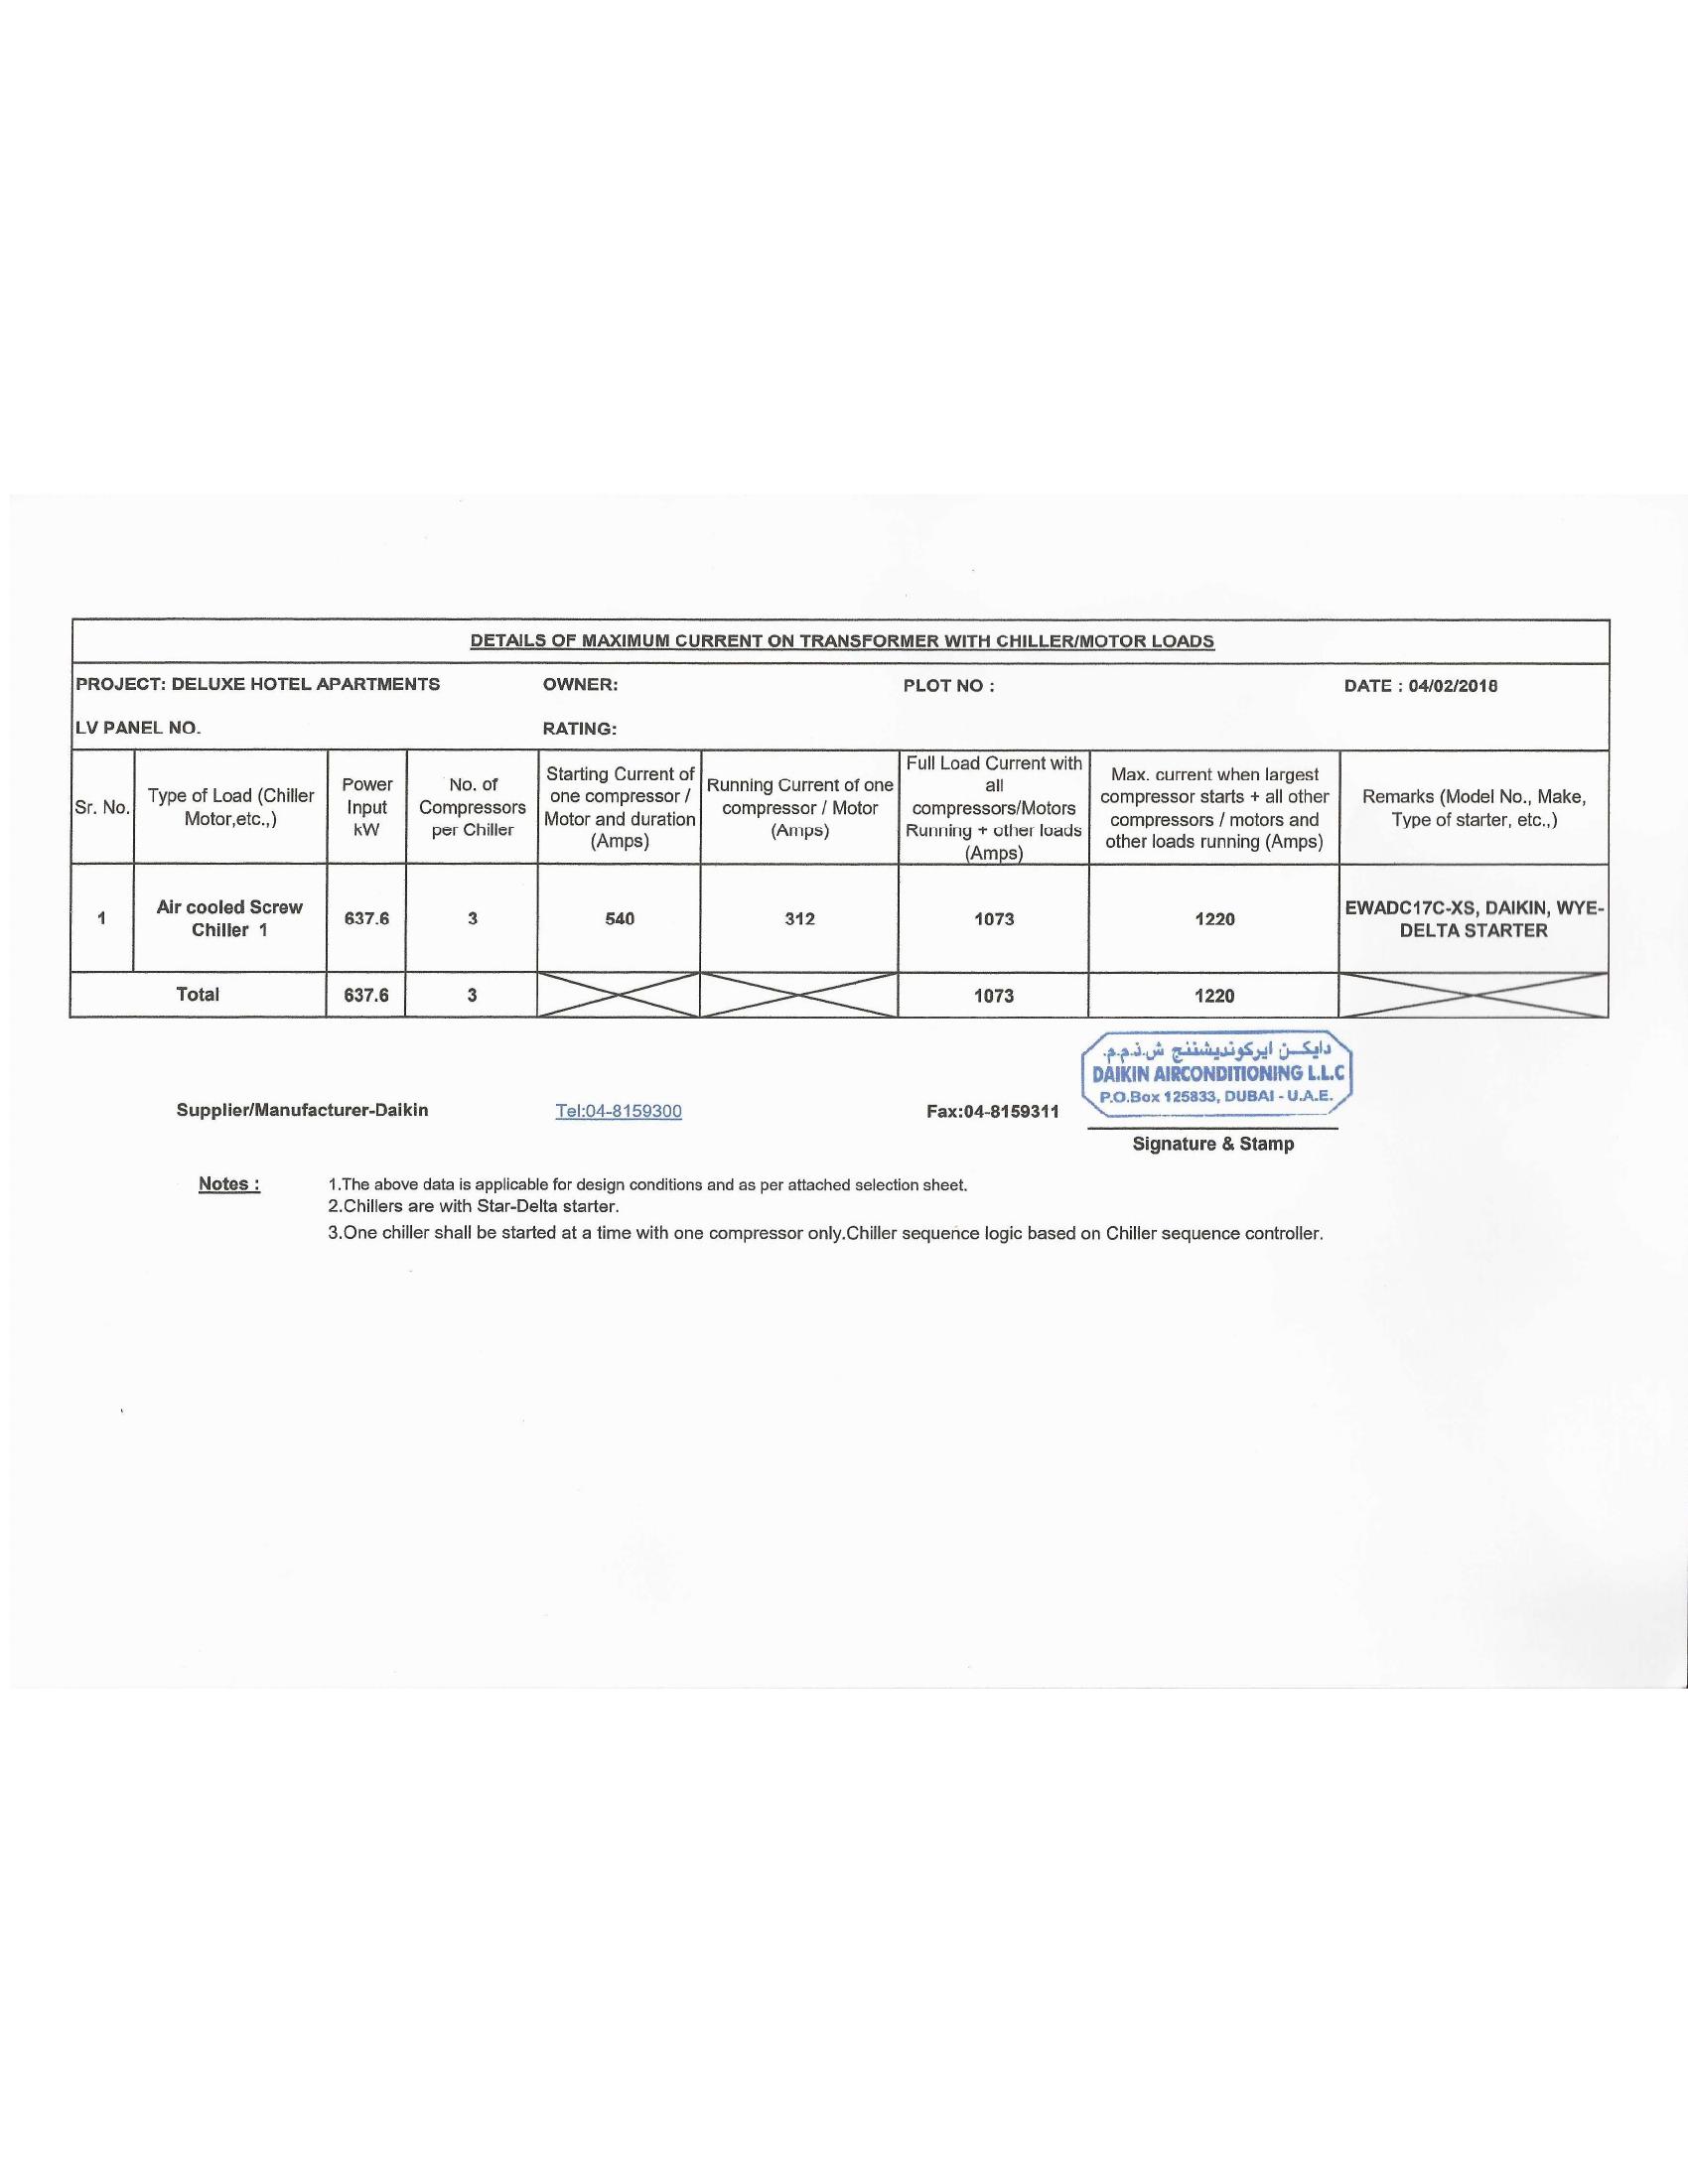 DETAILS OF MAXIMUM CURRENT ON TRANSFORMER WITH CHILLER/MOTOR LOADS
PROJECT: DELUXE HOTEL APARTMENTS OWNER: PLOT NO : DATE : 04/02/2018
LV PANEL NO. RATING:
Sr. No.
Type of Load (Chiller
Motor,etc.,)
Power
Input
kW
No. of
Compressors
per Chiller
Starting Current of
one compressor /
Motor and duration
(Amps)
Running Current of one
compressor / Motor
(Amps)
Full Load Current with
all
compressors/Motors
Running + other loads
(Amps)
Max. current when largest
compressor starts + all other
compressors / motors and
other loads running (Amps)
Remarks (Model No., Make,
Type of starter, etc.,)
1
Air cooled Screw
Chiller 1
637.6
3
540
312
1073
1220
EWADC17C-XS, DAIKIN, WYE-
DELTA STARTER
Total 637.6 3 1073 1220
دايكـن ايركونديشننج ش.ذ.م.م.
DAIKIN AIRCONDITIONING L.L.C
P.O.Box 125833, DUBAI - U.A.E.
Supplier/Manufacturer-Daikin Tel:04-8159300 Fax:04-8159311
Signature & Stamp
Notes : 1.The above data is applicable for design conditions and as per attached selection sheet.
2.Chillers are with Star-Delta starter.
3.One chiller shall be started at a time with one compressor only.Chiller sequence logic based on Chiller sequence controller.